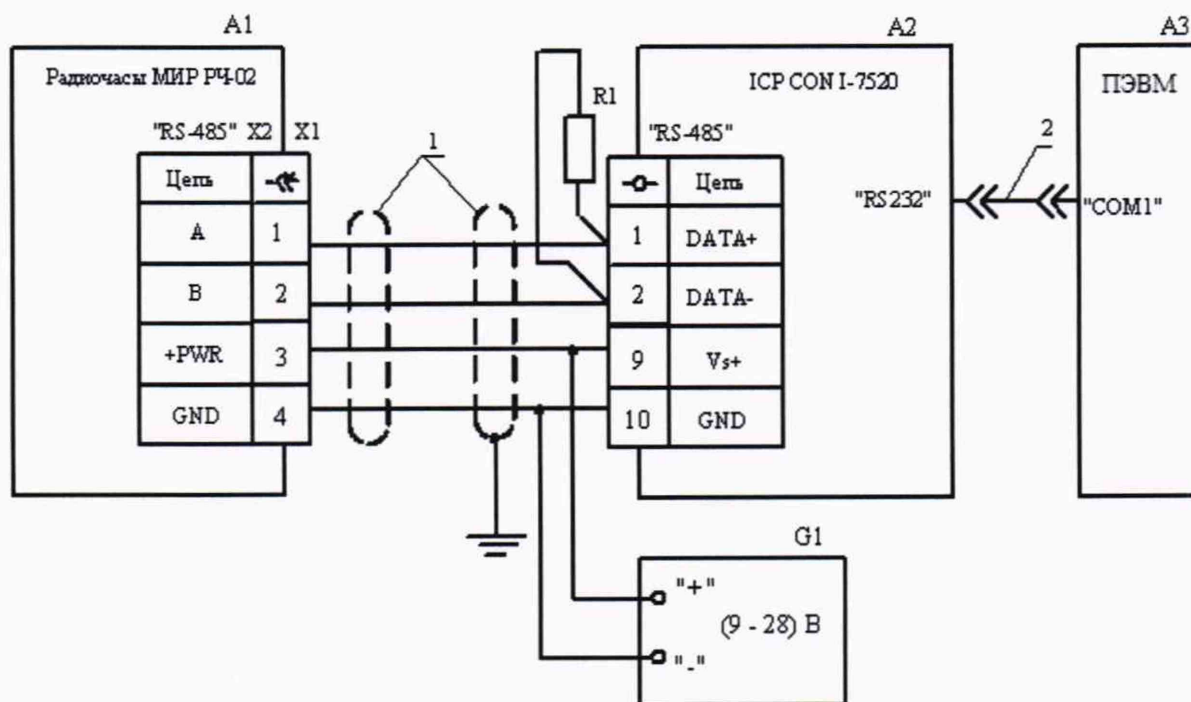 A1
A2
A3
Радиочасы МИР РЧ-02
ICP CON I-7520
ПЭВМ
R1
"RS-485" X2 X1
"RS-485"
1
2
Цепь
Цепь
A 1
1 DATA+
B 2
2 DATA-
+PWR 3
9 Vs+
GND 4
10 GND
"RS232"
"COM1"
G1
"+"
(9 - 28) В
"-"